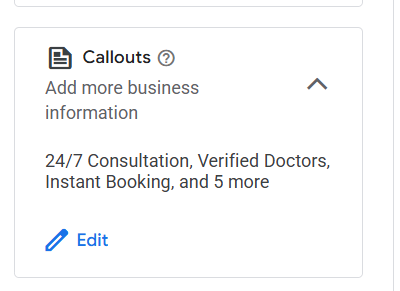 Callouts
Add more business
information
24/7 Consultation, Verified Doctors,
Instant Booking, and 5 more
Edit